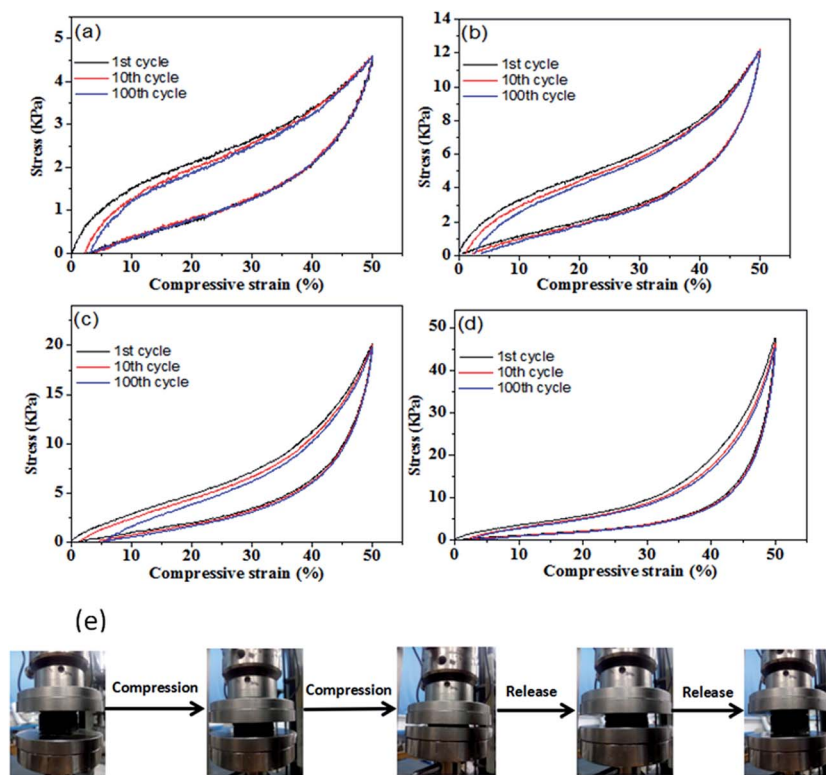 (a)
1st cycle
10th cycle
100th cycle
Stress (KPa)
5
4
3
2
1
0
0 10 20 30 40 50
Compressive strain (%)
(b)
1st cycle
10th cycle
100th cycle
Stress (KPa)
14
12
10
8
6
4
2
0
0 10 20 30 40 50
Compressive strain (%)
(c)
1st cycle
10th cycle
100th cycle
Stress (KPa)
20
15
10
5
0
0 10 20 30 40 50
Compressive strain (%)
(d)
1st cycle
10th cycle
100th cycle
Stress (KPa)
50
40
30
20
10
0
0 10 20 30 40 50
Compressive strain (%)
(e)
Compression
Compression
Release
Release